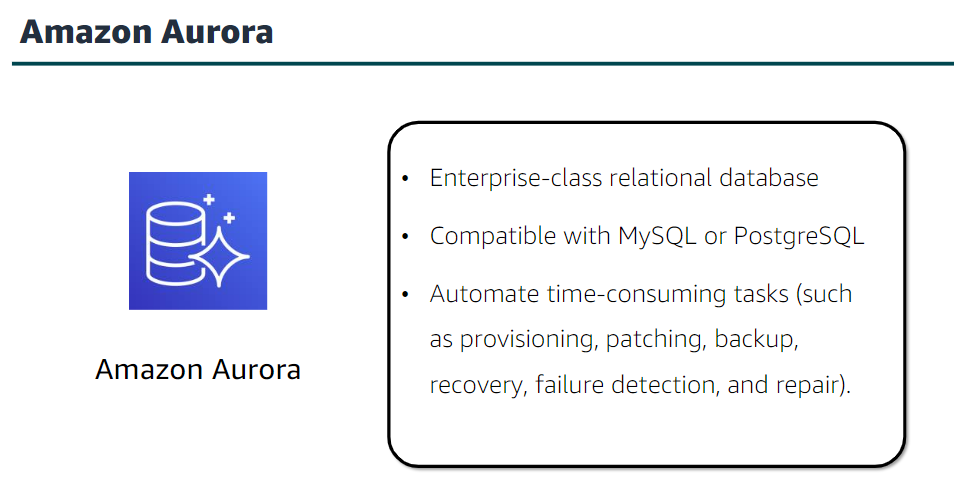 Amazon Aurora
Amazon Aurora
• Enterprise-class relational database
• Compatible with MySQL or PostgreSQL
• Automate time-consuming tasks (such
as provisioning, patching, backup,
recovery, failure detection, and repair).